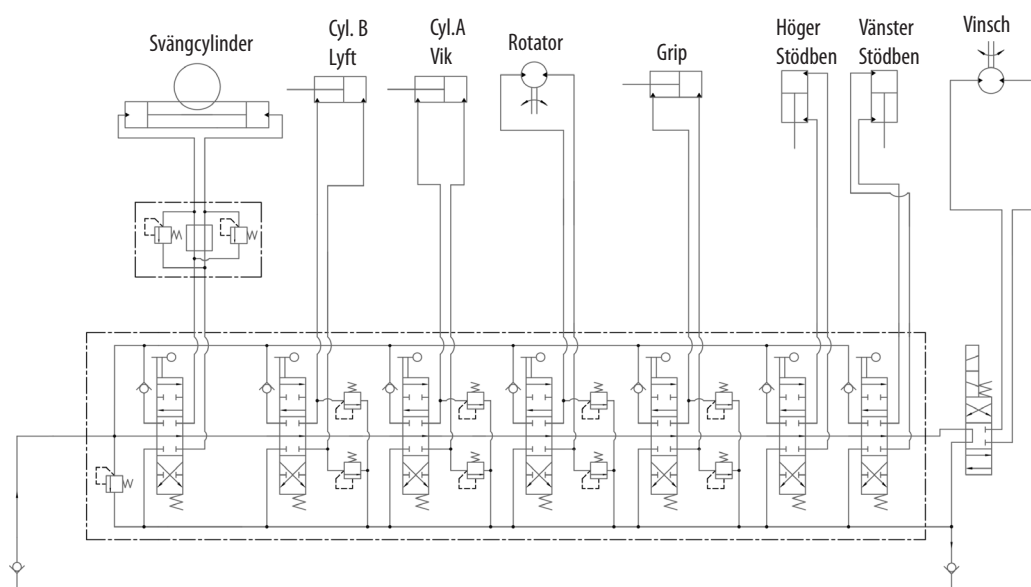 Svängcylinder
Cyl. B
Lyft
Cyl.A
Vik
Rotator
Grip
Höger
Stödben
Vänster
Stödben
Vinsch